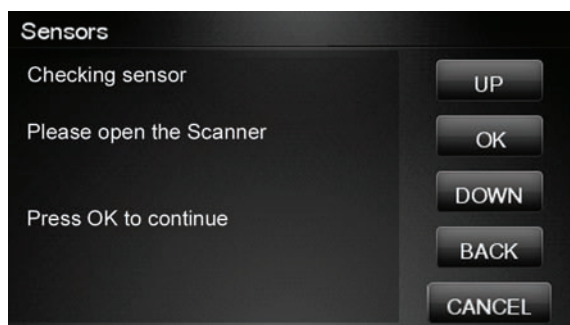 Sensors
Checking sensor
UP
Please open the Scanner
OK
DOWN
Press OK to continue
BACK
CANCEL